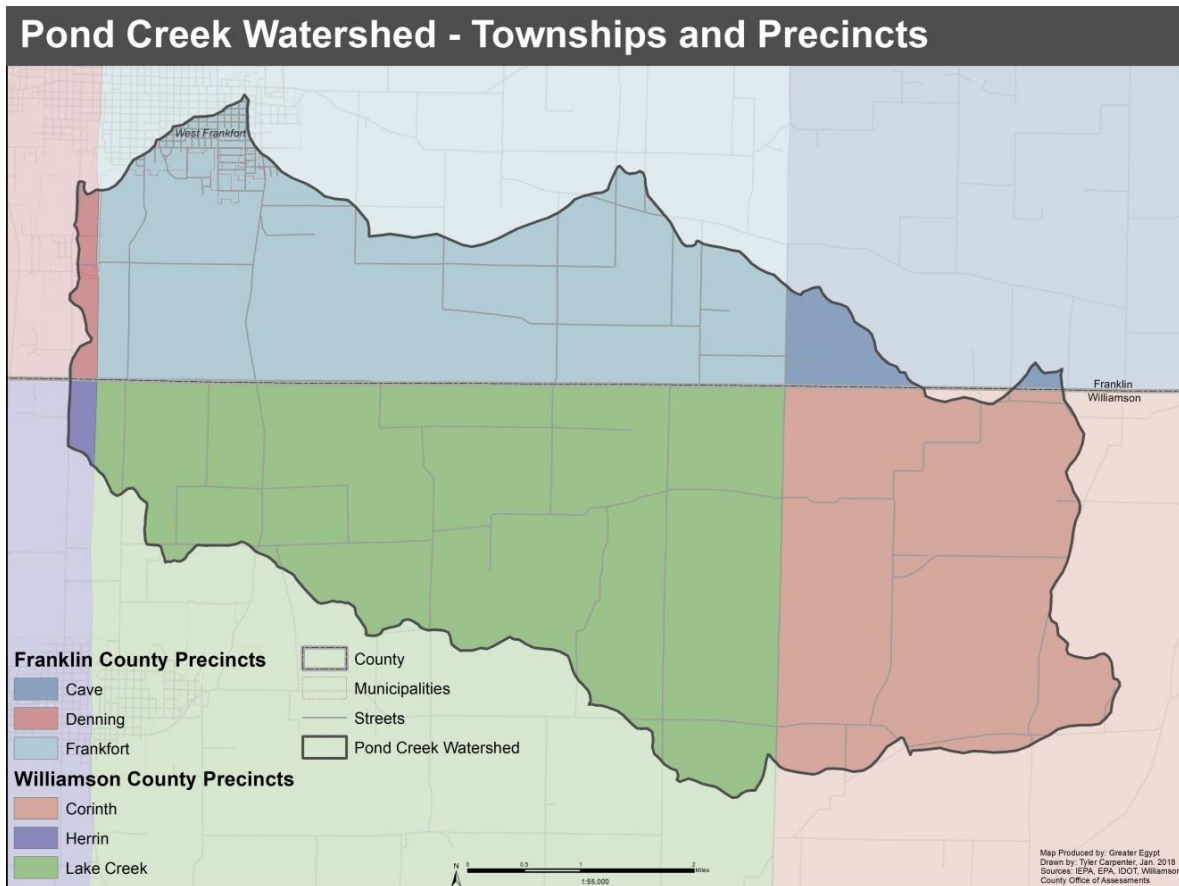 Pond Creek Watershed - Townships and Precincts
West Frankfort
Franklin
Williamson
Franklin County Precincts
Cave
Denning
Frankfort
Williamson County Precincts
Corinth
Herrin
Lake Creek
County
Municipalities
Streets
Pond Creek Watershed
N
0 0.5 1 2
Miles
1:55,000
Map Produced by: Greater Egypt
Drawn by: Tyler Carpenter, Jan. 2018
Sources: IEPA, EPA, IDOT, Williamson
County Office of Assessments